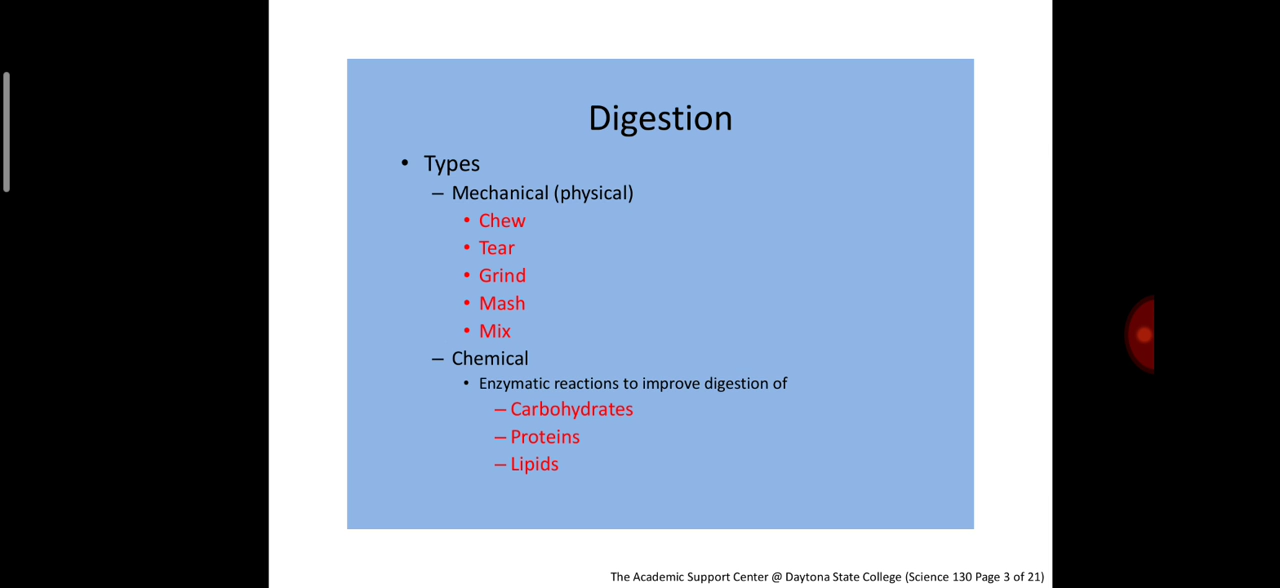 Digestion
• Types
– Mechanical (physical)
• Chew
• Tear
• Grind
• Mash
• Mix
– Chemical
• Enzymatic reactions to improve digestion of
– Carbohydrates
– Proteins
– Lipids
The Academic Support Center @ Daytona State College (Science 130 Page 3 of 21)